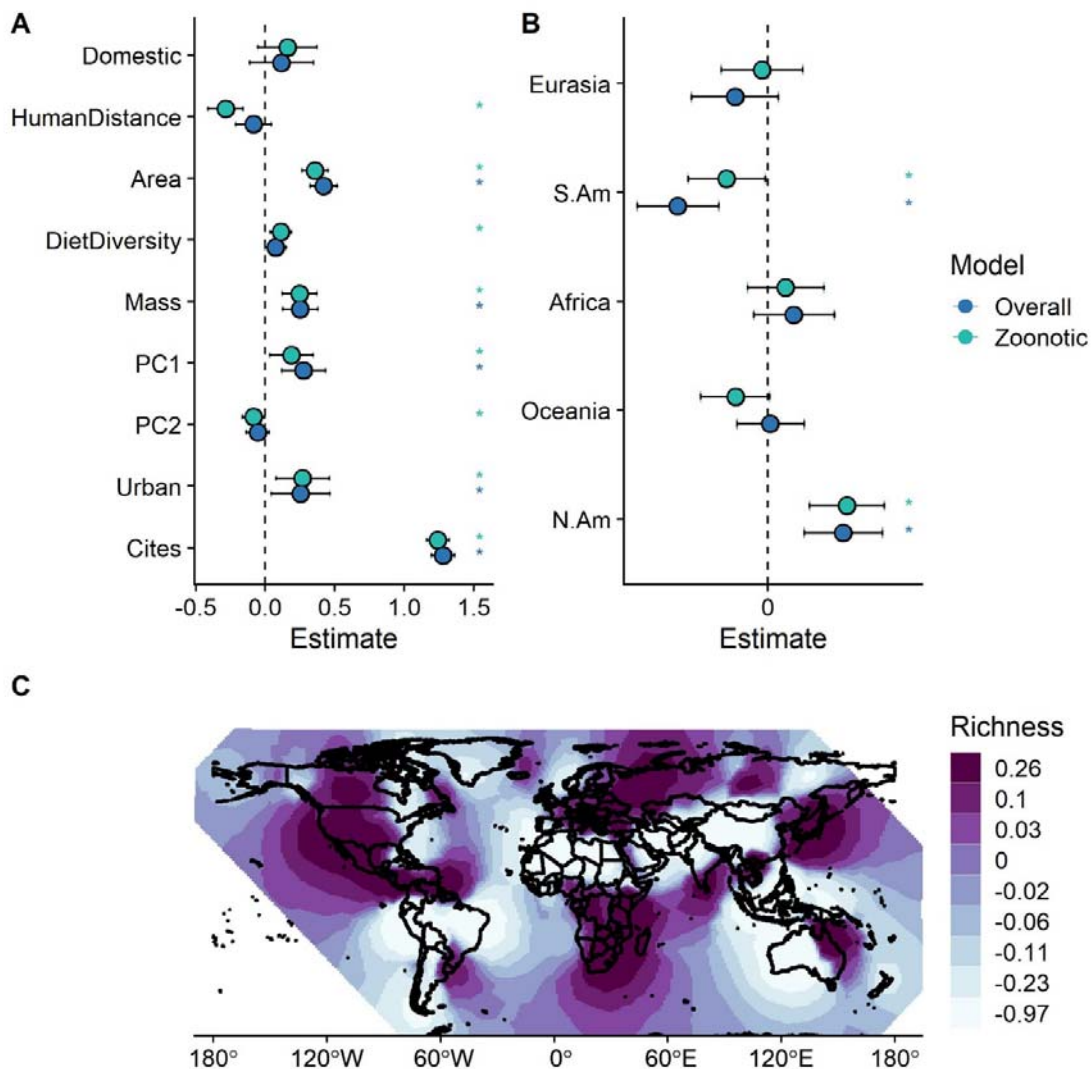 A
Domestic
HumanDistance
Area
DietDiversity
Mass
PC1
PC2
Urban
Cites
-0.5 0.0 0.5 1.0 1.5
Estimate
B
Eurasia
S.Am
Africa
Oceania
N.Am
0
Estimate
Model
Overall
Zoonotic
C
Richness
0.26
0.1
0.03
0
-0.02
-0.06
-0.11
-0.23
-0.97
180° 120°W 60°W 0° 60°E 120°E 180°